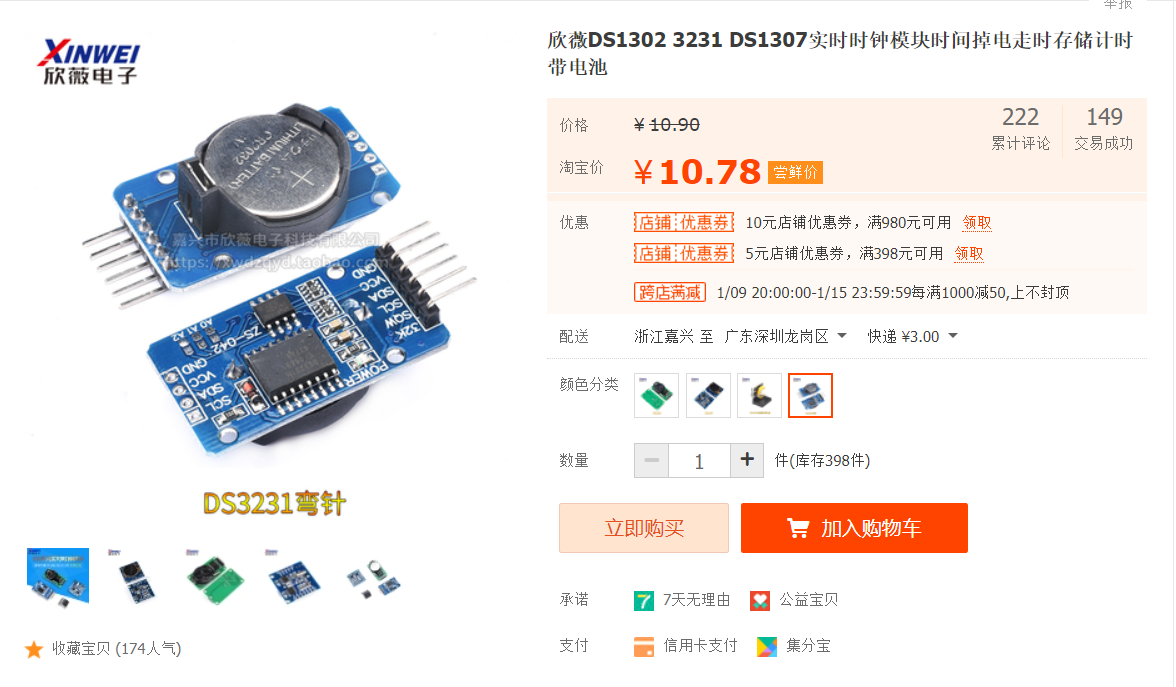 举报
XINWEI
欣薇电子
欣薇DS1302 3231 DS1307实时时钟模块时间掉电走时存储计时
带电池
价格
¥ 10.90
222
累计评论
149
交易成功
淘宝价
¥ 10.78
尝鲜价
优惠
店铺 优惠券 10元店铺优惠券，满980元可用 领取
店铺 优惠券 5元店铺优惠券，满398元可用 领取
跨店满减 1/09 20:00:00-1/15 23:59:59每满1000减50,上不封顶
配送
浙江嘉兴 至 广东深圳龙岗区 快递 ¥3.00
颜色分类
数量
1
件(库存398件)
立即购买
加入购物车
承诺
7 7天无理由 公益宝贝
支付
信用卡支付 集分宝
LITHIUM BATTERY
CR2032
嘉兴市欣薇电子科技有限公司
https://xwdzqyd.taobao.com
GND
VCC
SDA
SCL
SQW
32K
A0 A1 A2
ZS-042
GND
VCC
SDA
SCL
POWER
DS3231弯针
收藏宝贝 (174人气)